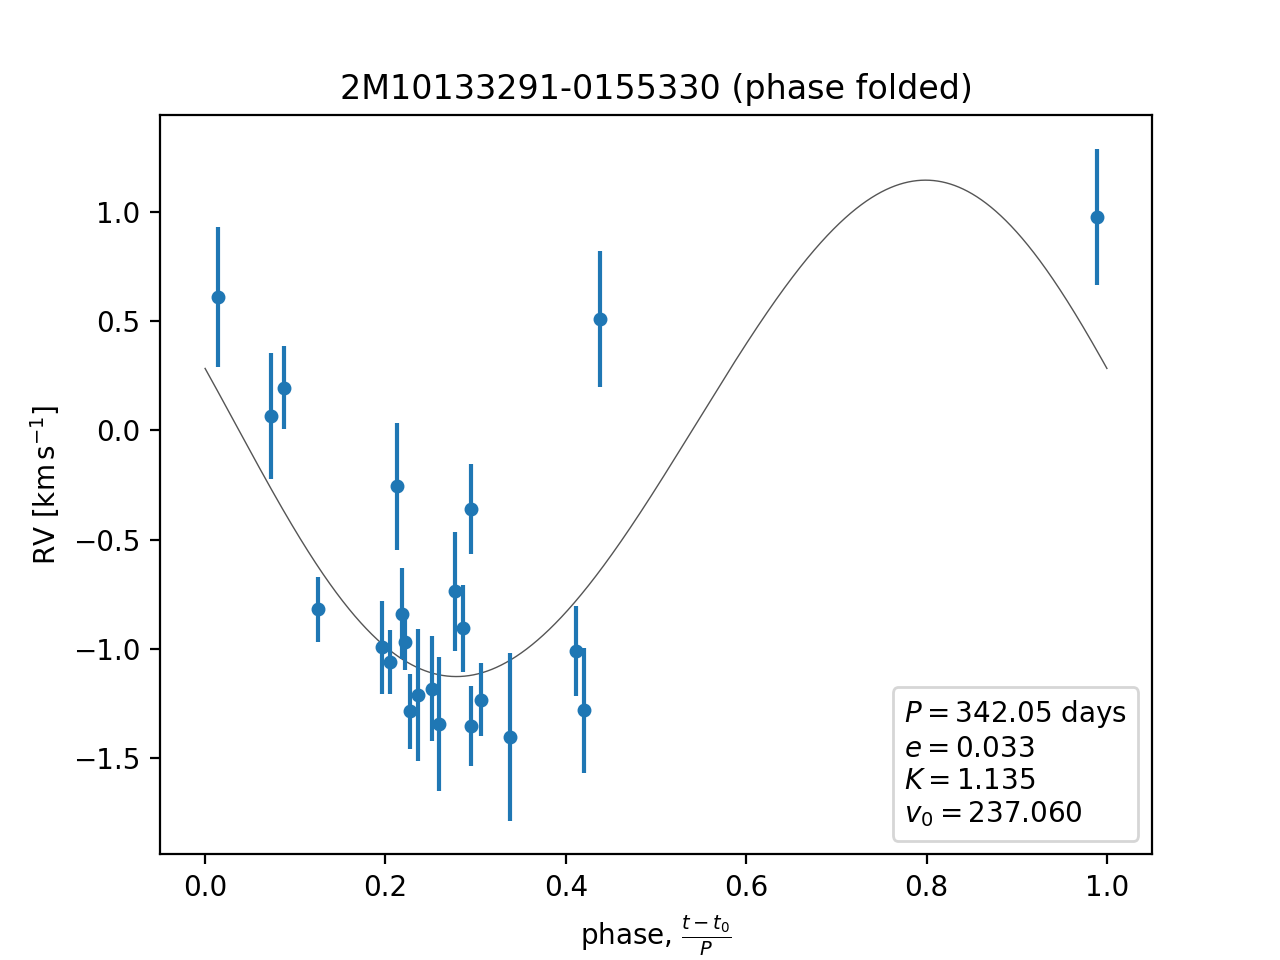 2M10133291-0155330 (phase folded)
1.0
0.5
0.0
−0.5
−1.0
−1.5
RV [km s⁻¹]
P = 342.05 days
e = 0.033
K = 1.135
v₀ = 237.060
0.0 0.2 0.4 0.6 0.8 1.0
phase, (t − t₀)/P